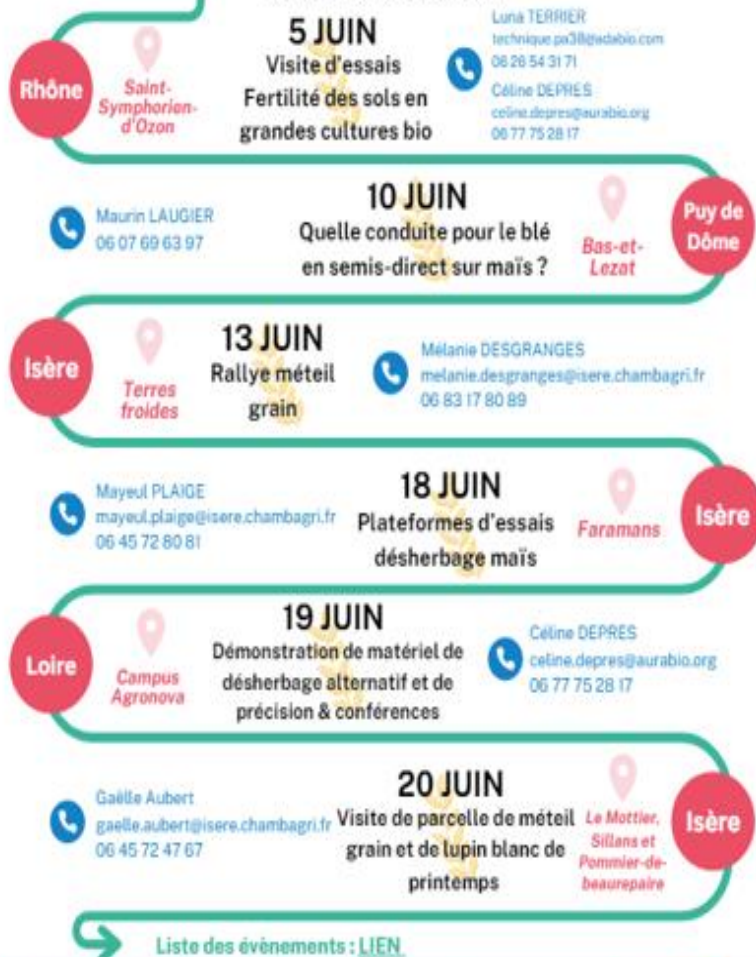 5 JUIN
Visite d'essais
Fertilité des sols en
grandes cultures bio
Rhône
Saint-
Symphorien-
d'Ozon
Luna TERRIER
technique.pa38@adabio.com
06 26 54 31 71
Céline DEPRES
celine.depres@aurabio.org
06 77 75 28 17
Maurin LAUGIER
06 07 69 63 97
10 JUIN
Quelle conduite pour le blé
en semis-direct sur maïs ?
Bas-et-
Lezat
Puy de
Dôme
Isère
Terres
froides
13 JUIN
Rallye méteil
grain
Mélanie DESGRANGES
melanie.desgranges@isere.chambagri.fr
06 83 17 80 89
Mayeul PLAIGE
mayeul.plaige@isere.chambagri.fr
06 45 72 80 81
18 JUIN
Plateformes d'essai
désherbage maïs
Faramans
Isère
Loire
Campus
Agronova
19 JUIN
Démonstration de matériel de
désherbage alternatif et de
précision & conférences
Céline DEPRES
celine.depres@aurabio.org
06 77 75 28 17
Gaëlle Aubert
gaelle.aubert@isere.chambagri.fr
06 45 72 47 67
20 JUIN
Visite de parcelle de méteil
grain et de lupin blanc de
printemps
Le Mottier,
Sillans et
Pommier-de-
beaurepaire
Isère
Liste des évènements : LIEN